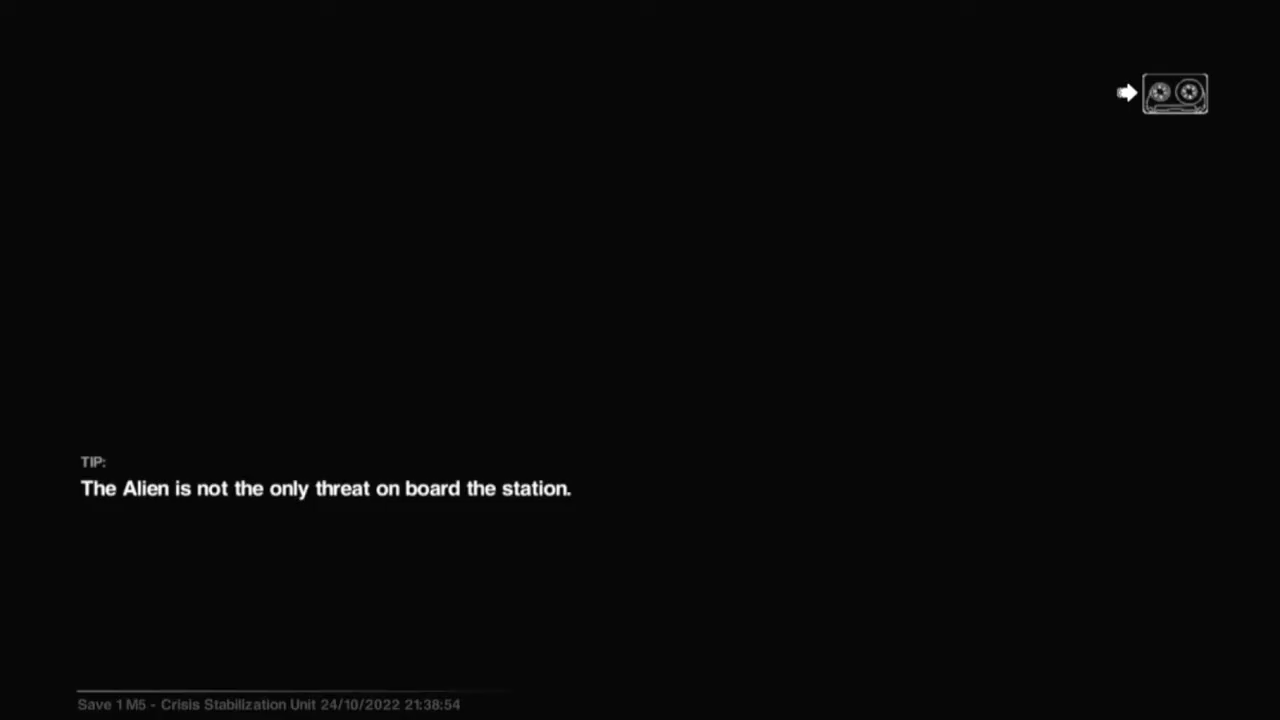 TIP:
The Alien is not the only threat on board the station.
Save 1 M5 - Crisis Stabilization Unit 24/10/2022 21:38:54